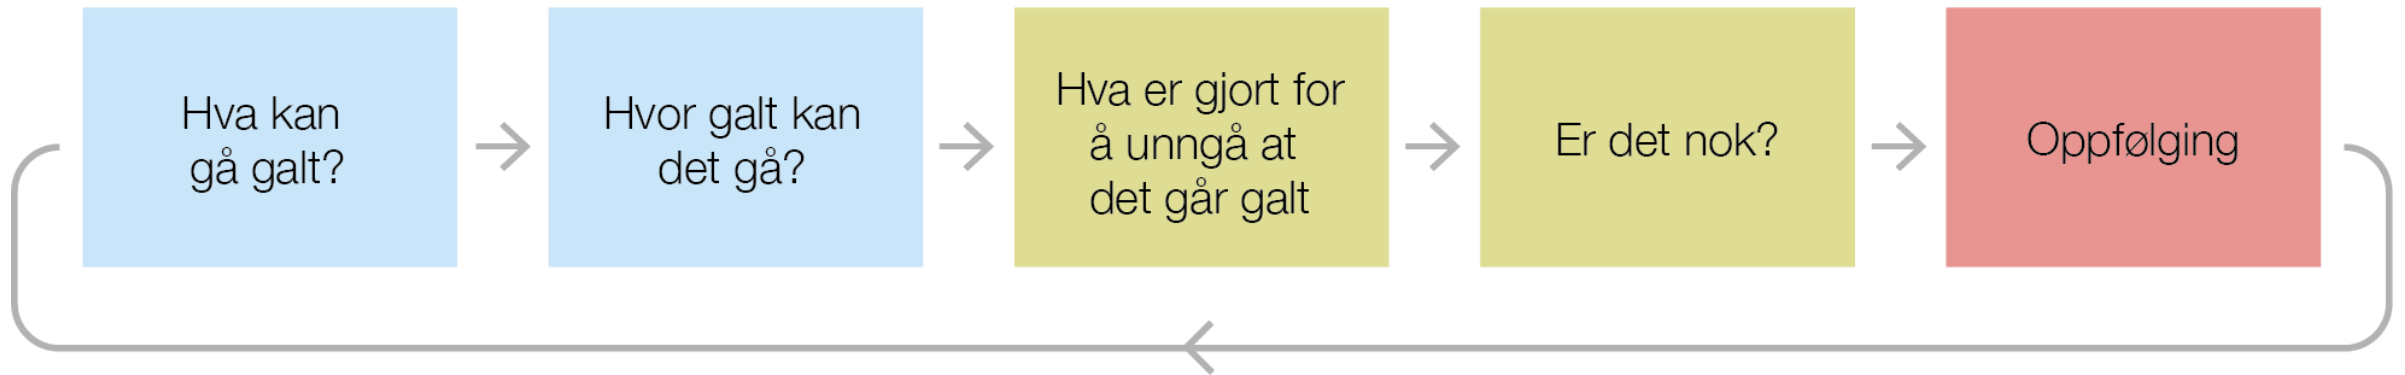 Hva kan
gå galt?
Hvor galt kan
det gå?
Hva er gjort for
å unngå at
det går galt
Er det nok?
Oppfølging